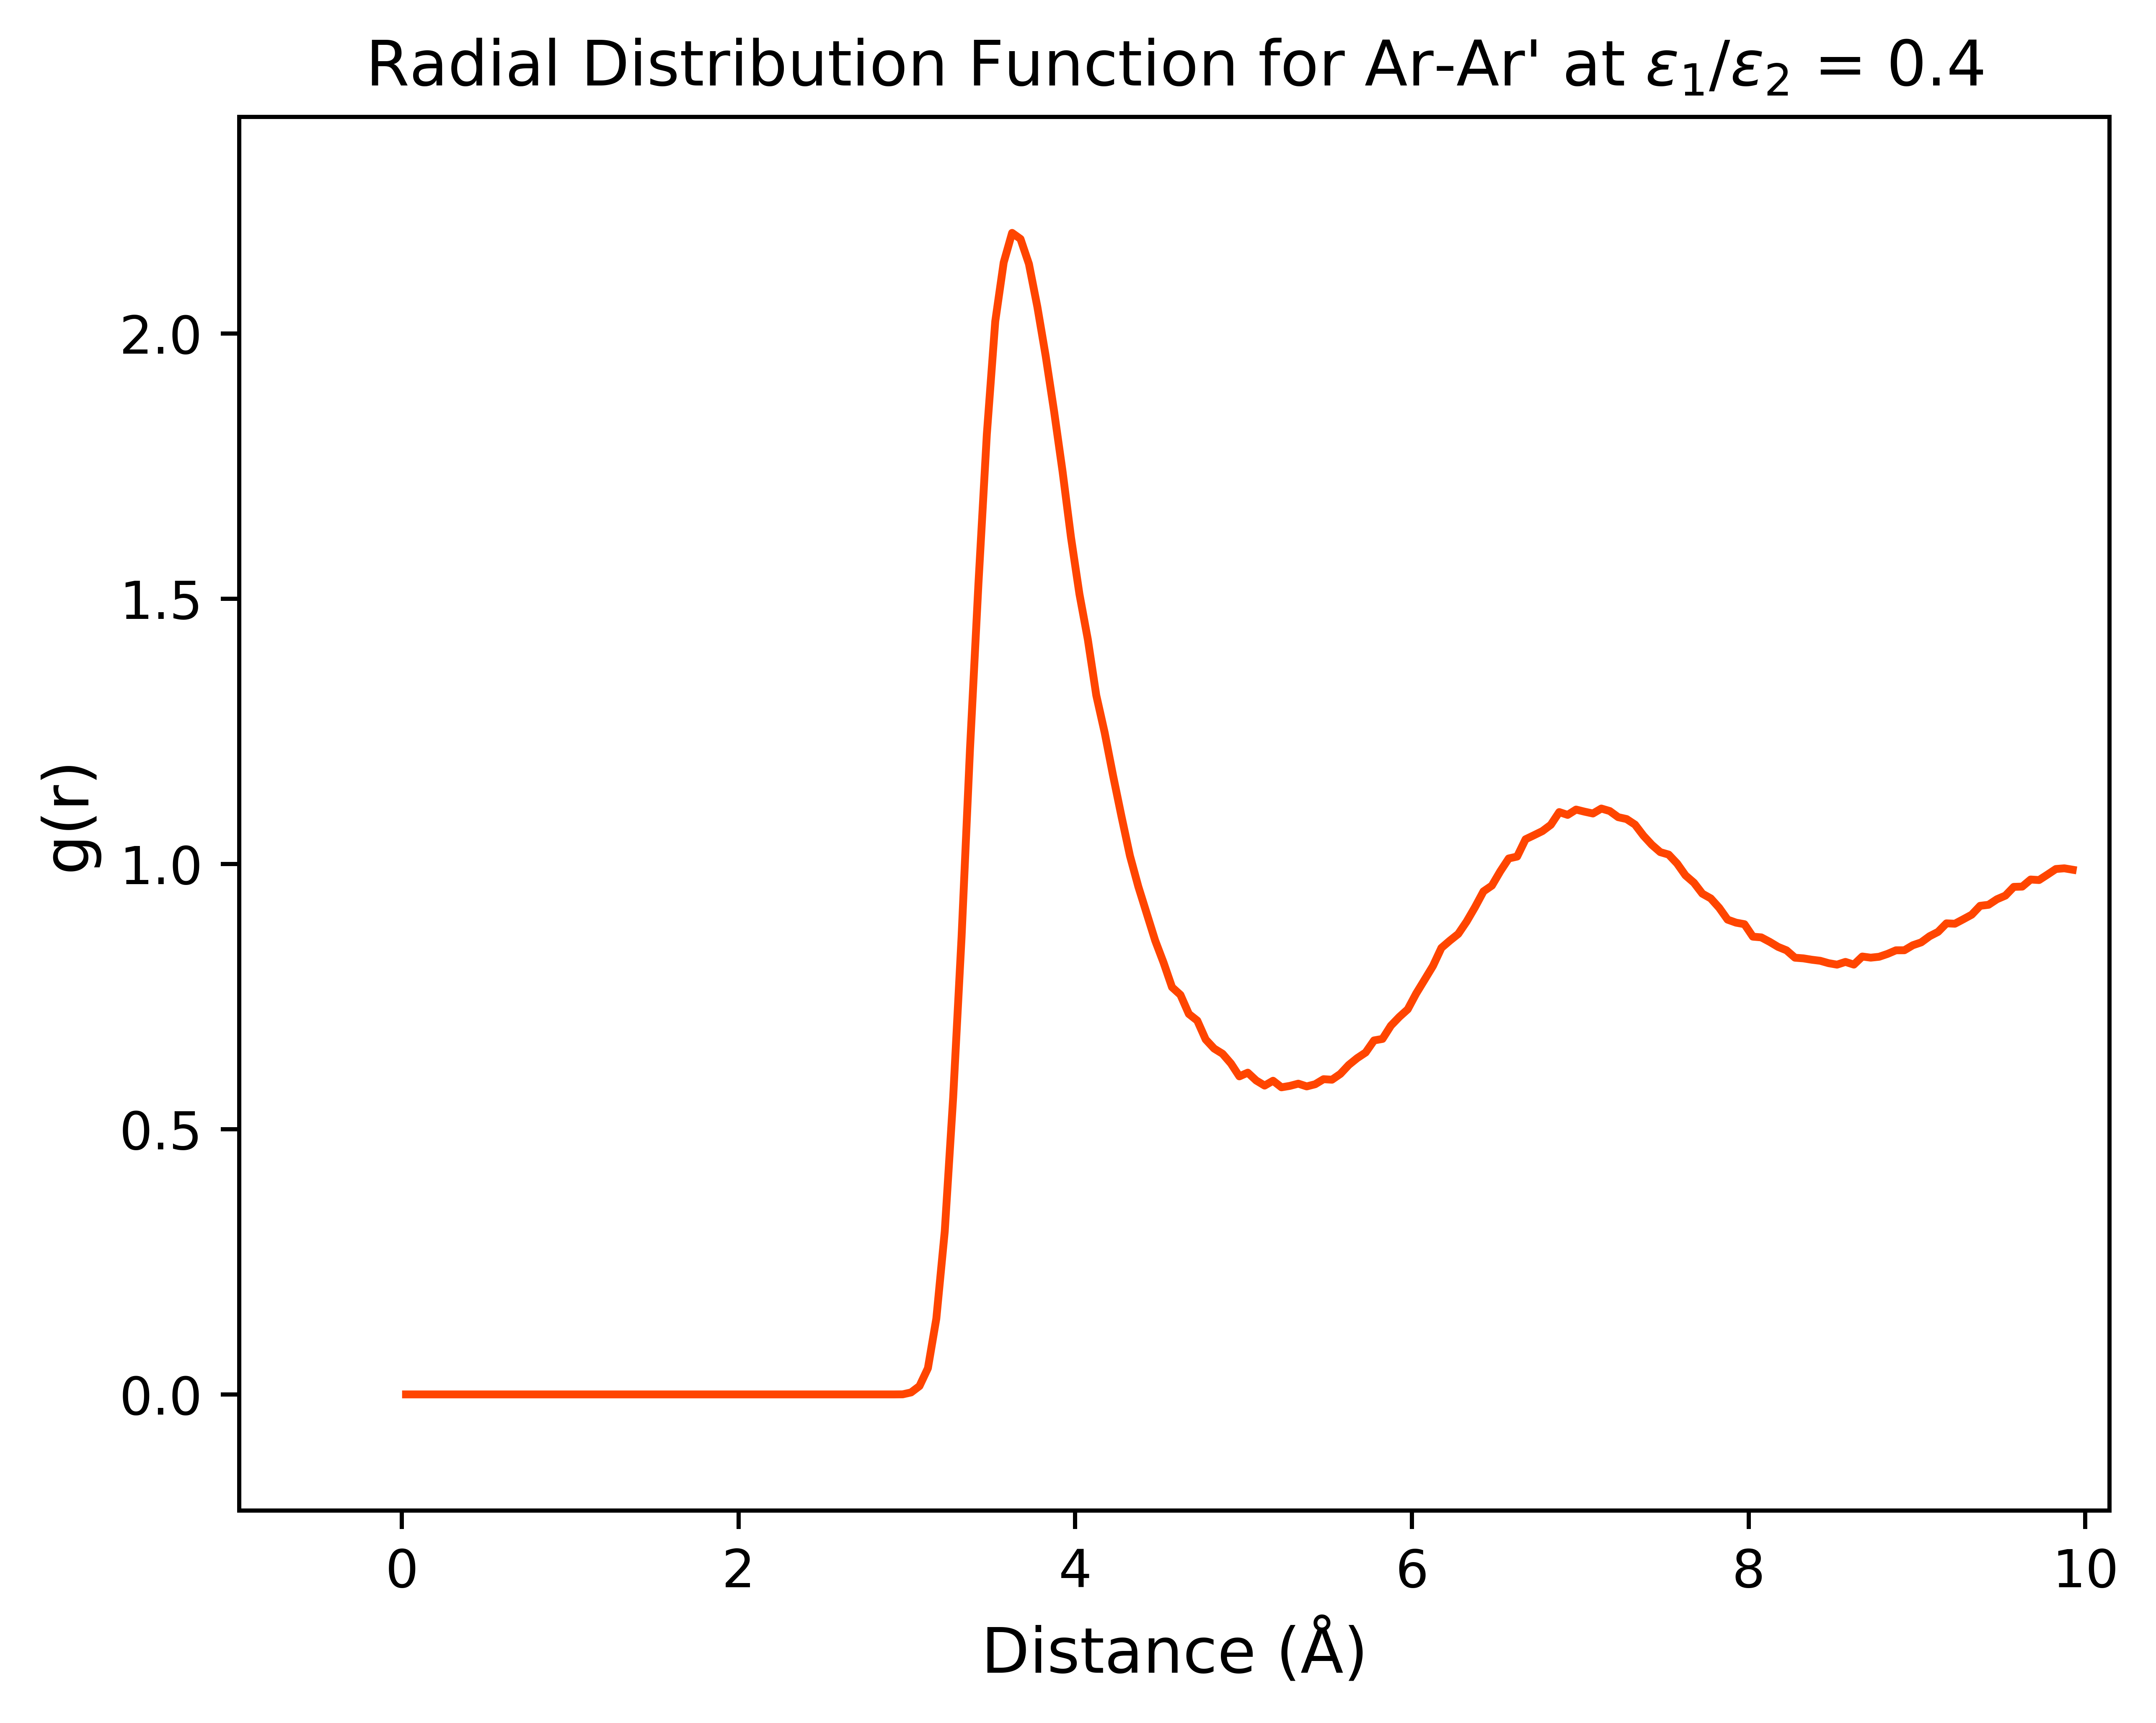 Radial Distribution Function for Ar-Ar' at ε₁/ε₂ = 0.4
g(r)
2.0
1.5
1.0
0.5
0.0
0 2 4 6 8 10
Distance (Å)